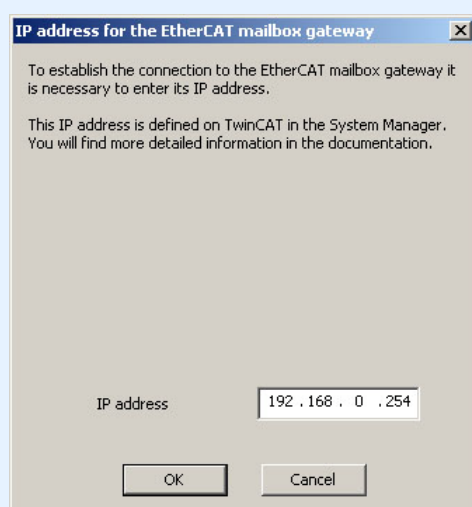 IP address for the EtherCAT mailbox gateway
To establish the connection to the EtherCAT mailbox gateway it
is necessary to enter its IP address.
This IP address is defined on TwinCAT in the System Manager.
You will find more detailed information in the documentation.
IP address 192 . 168 . 0 . 254
OK Cancel